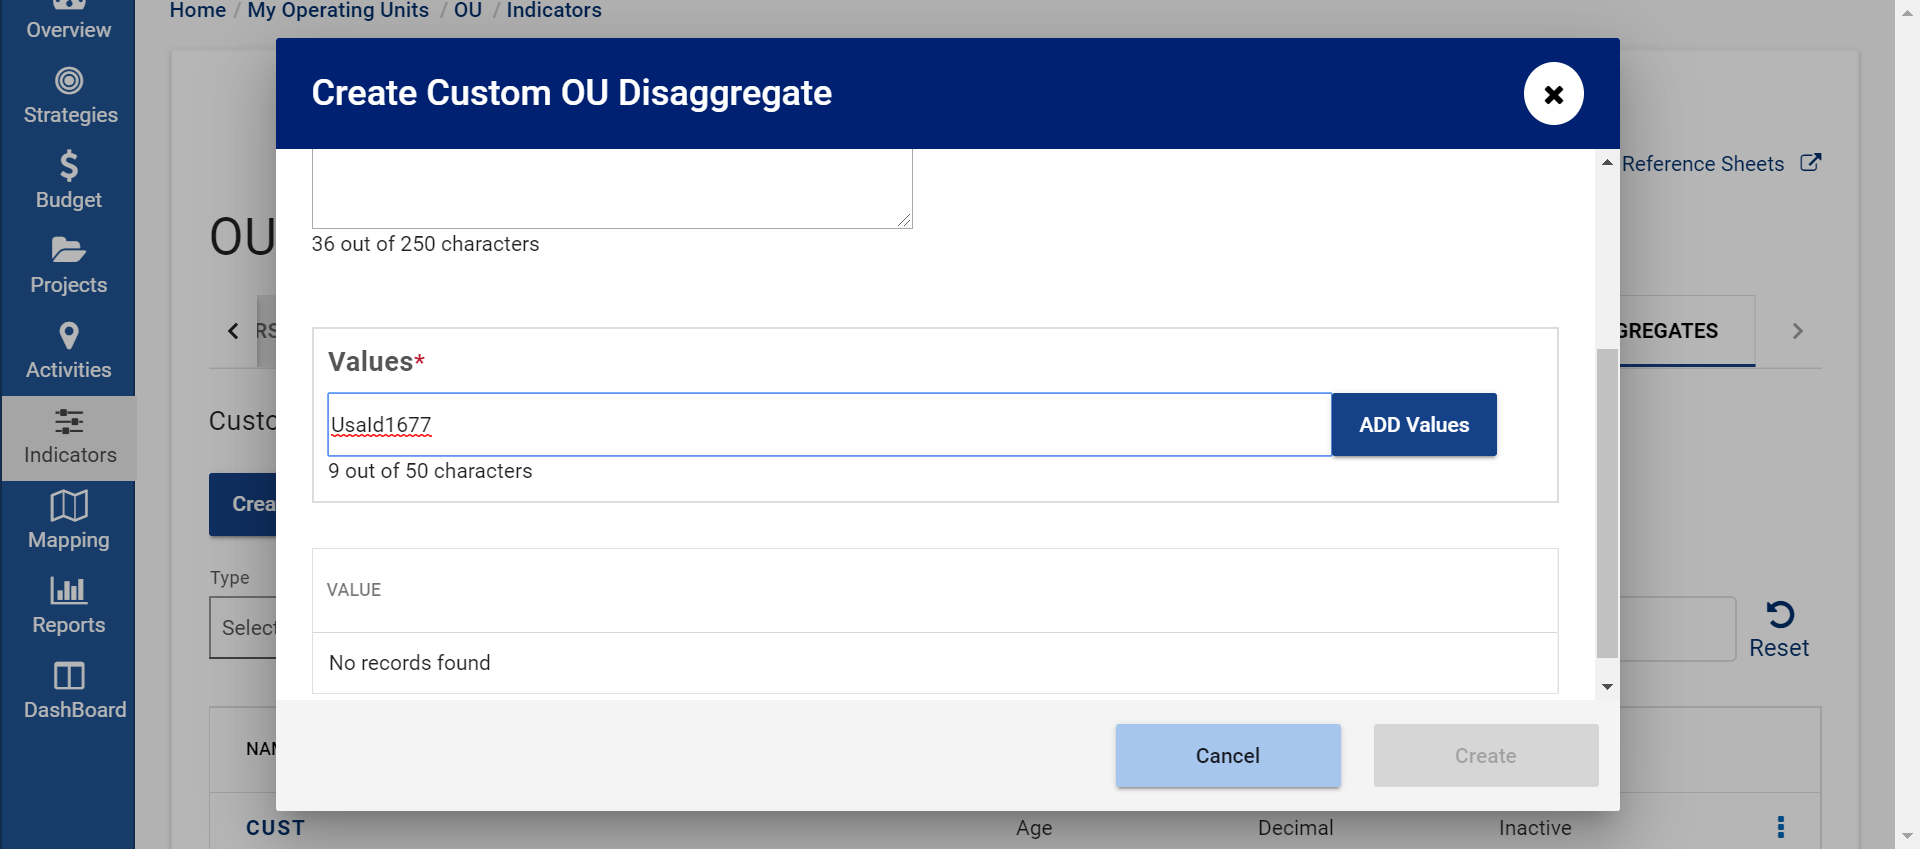 Home / My Operating Units / OU / Indicators
Overview
Strategies
Budget
Projects
Activities
Indicators
Mapping
Reports
DashBoard
Create Custom OU Disaggregate
Reference Sheets
OU
36 out of 250 characters
RS
GREGATES
Values*
UsaId1677
ADD Values
9 out of 50 characters
Custo
Crea
Type
Select
VALUE
No records found
Reset
Cancel
Create
NAM
CUST Age Decimal Inactive